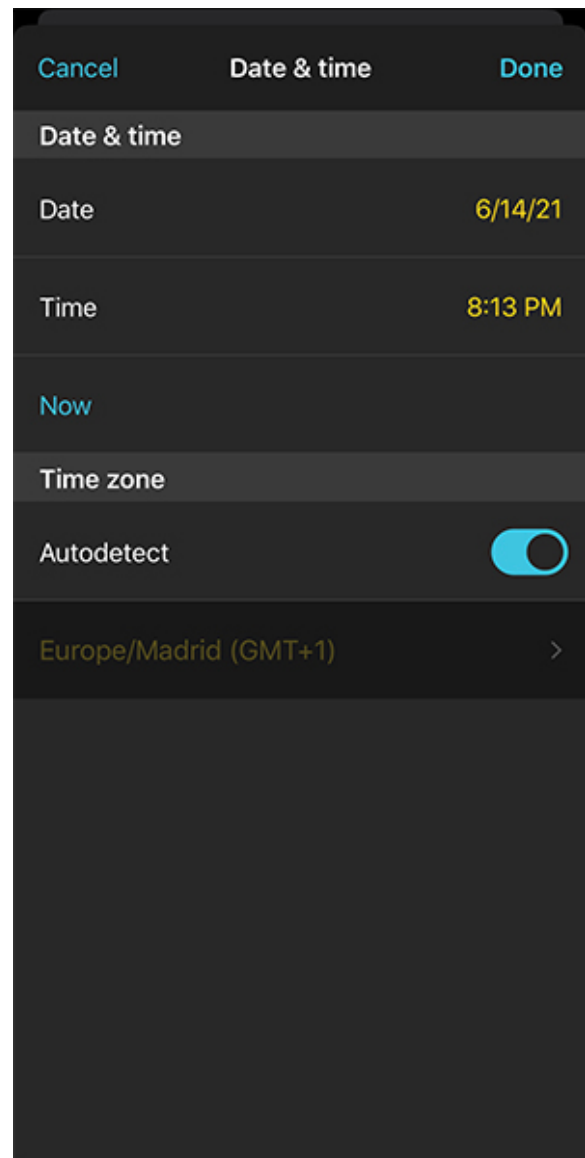 Cancel Date & time Done
Date & time
Date 6/14/21
Time 8:13 PM
Now
Time zone
Autodetect
Europe/Madrid (GMT+1)